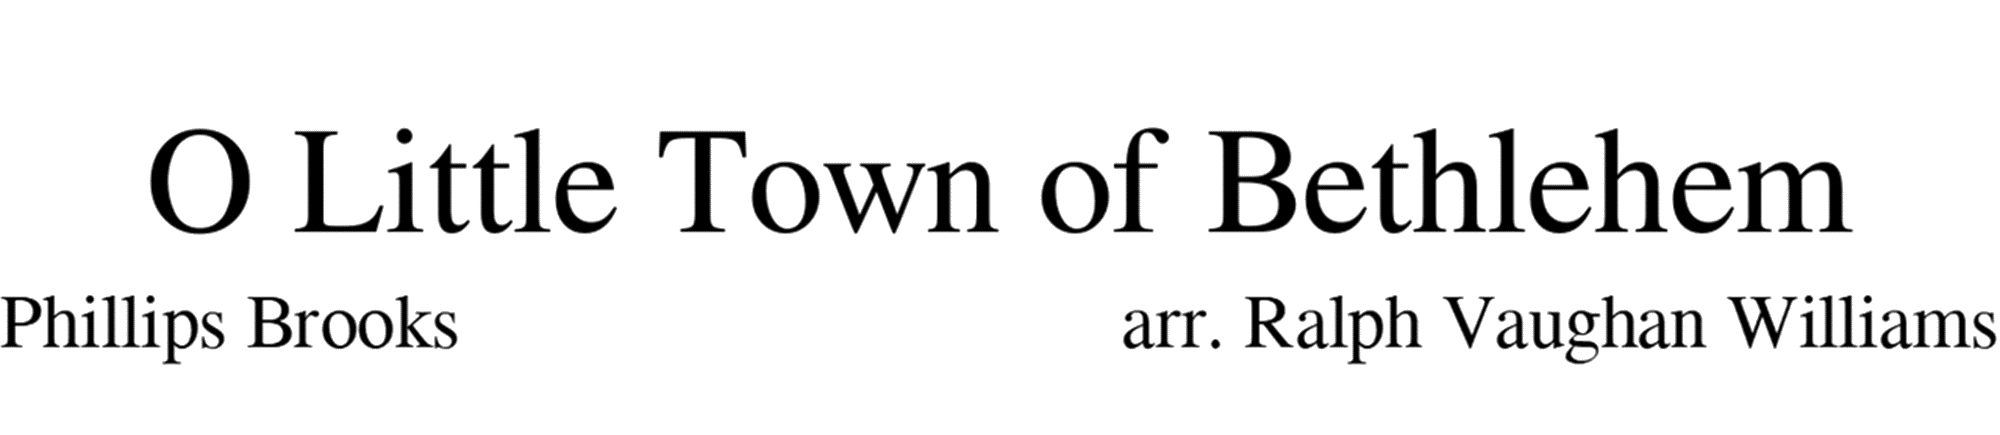 O Little Town of Bethlehem
Phillips Brooks arr. Ralph Vaughan Williams